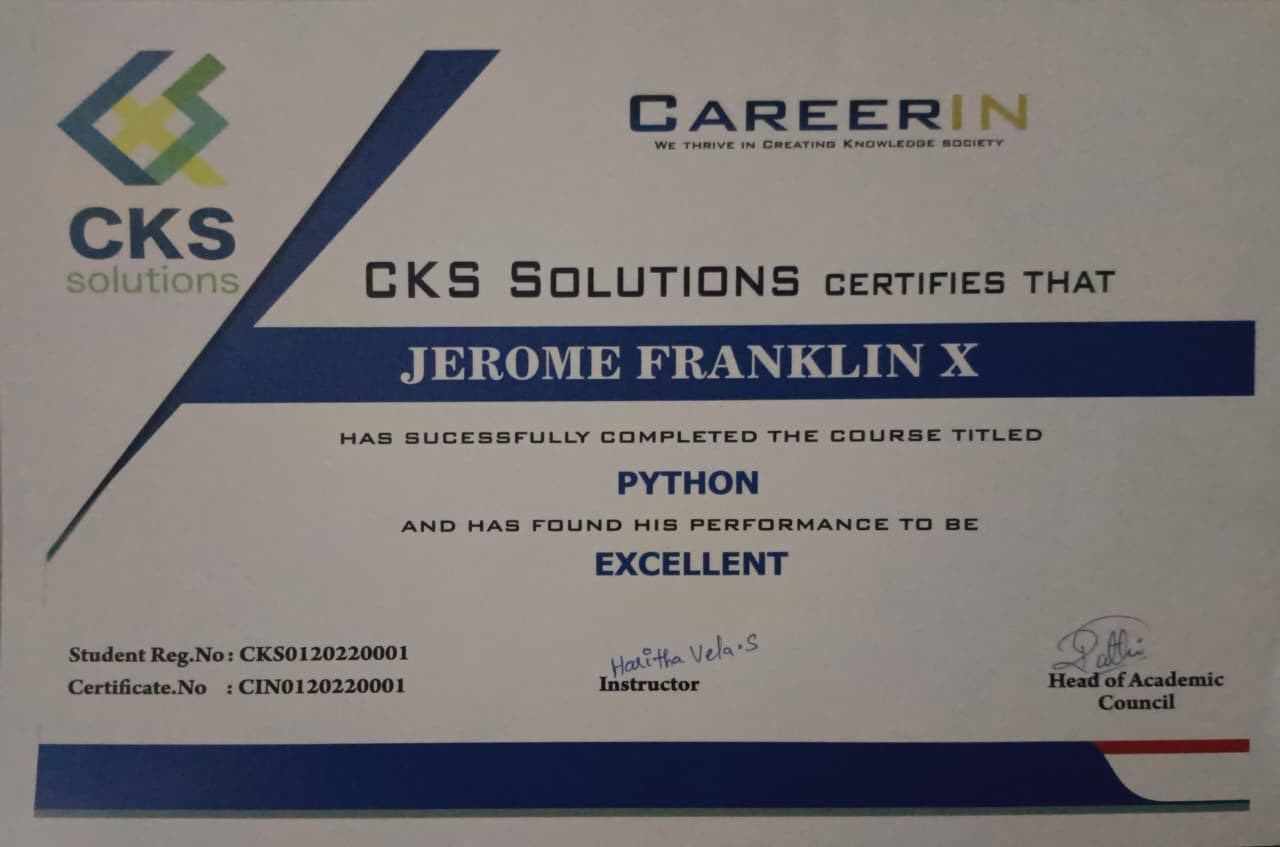 CKS
solutions
CAREERIN
WE THRIVE IN CREATING KNOWLEDGE SOCIETY
CKS SOLUTIONS CERTIFIES THAT
JEROME FRANKLIN X
HAS SUCESSFULLY COMPLETED THE COURSE TITLED
PYTHON
AND HAS FOUND HIS PERFORMANCE TO BE
EXCELLENT
Student Reg.No : CKS0120220001
Certificate.No : CIN0120220001
Haritha Vela.S
Instructor
Head of Academic
Council